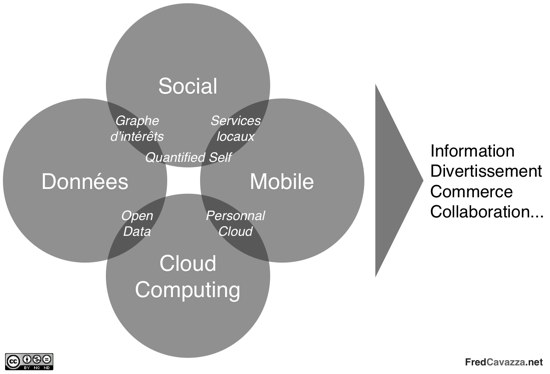 Social
Graphe
d'intérêts
Services
locaux
Quantified Self
Données
Mobile
Open
Data
Personnal
Cloud
Cloud
Computing
Information
Divertissement
Commerce
Collaboration...
cc
BY NC ND
FredCavazza.net